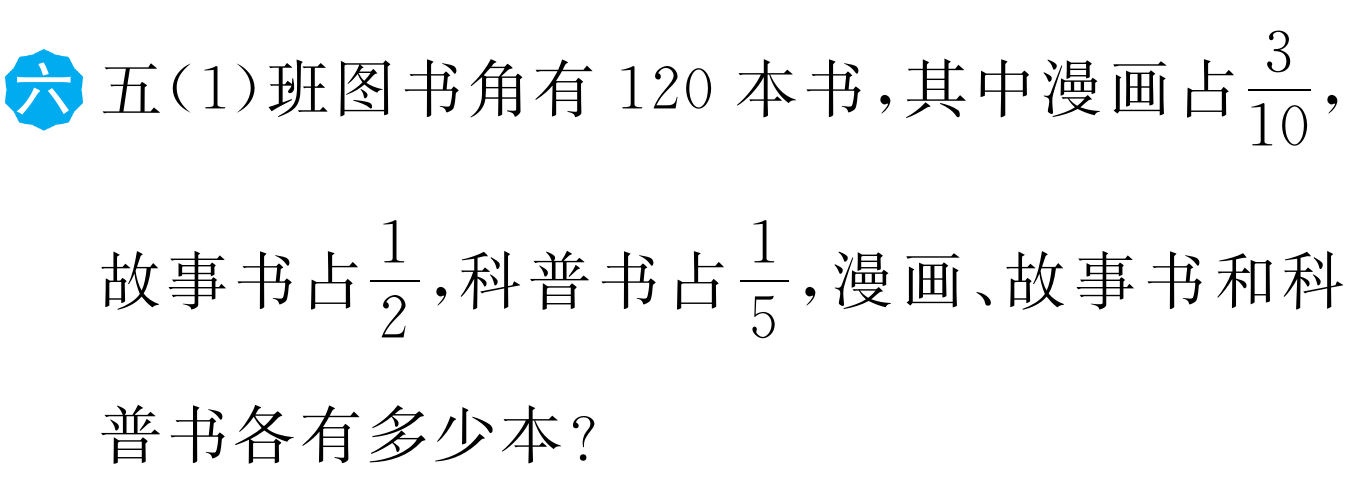 六 五(1)班图书角有 120 本书,其中漫画占3/10,
故事书占1/2,科普书占1/5,漫画、故事书和科
普书各有多少本?